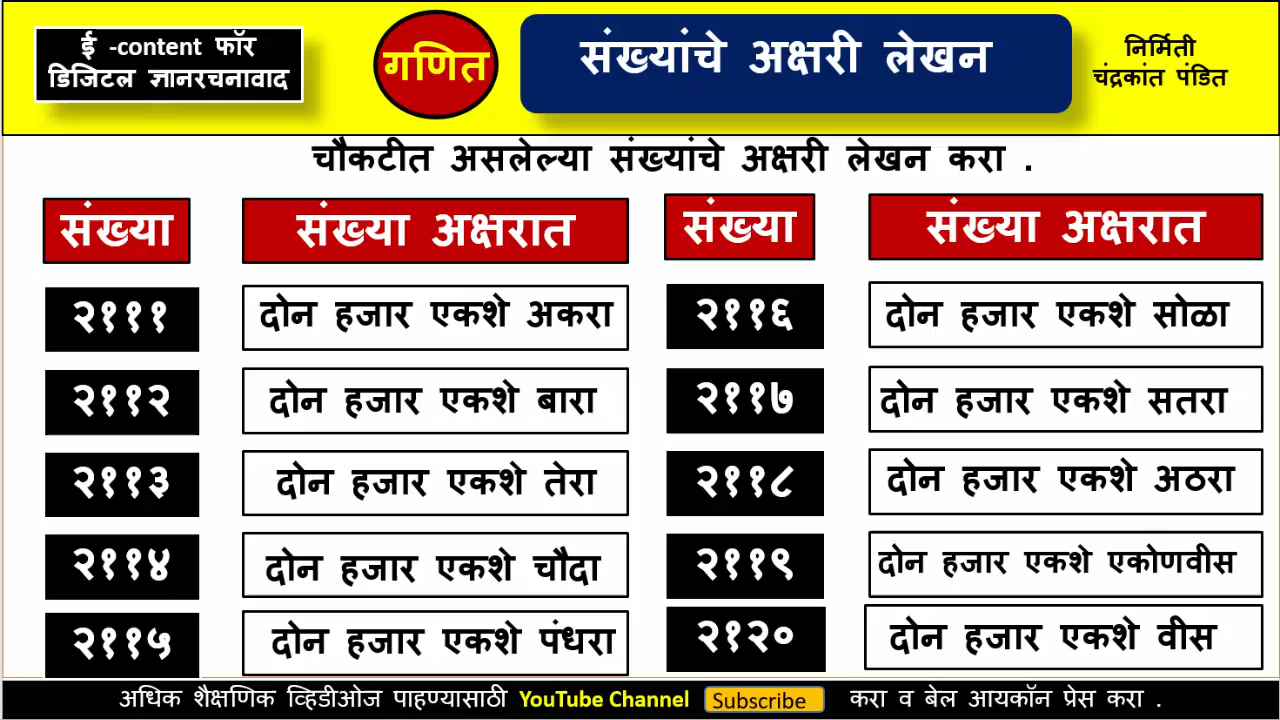 ई -content फॉर
डिजिटल ज्ञानरचनावाद
गणित
संख्यांचे अक्षरी लेखन
निर्मिती
चंद्रकांत पंडित
चौकटीत असलेल्या संख्यांचे अक्षरी लेखन करा .
संख्या संख्या अक्षरात संख्या संख्या अक्षरात
२१११ दोन हजार एकशे अकरा २११६ दोन हजार एकशे सोळा
२११२ दोन हजार एकशे बारा २११७ दोन हजार एकशे सतरा
२११३ दोन हजार एकशे तेरा २११८ दोन हजार एकशे अठरा
२११४ दोन हजार एकशे चौदा २११९ दोन हजार एकशे एकोणवीस
२११५ दोन हजार एकशे पंधरा २१२० दोन हजार एकशे वीस
अधिक शैक्षणिक व्हिडीओज पाहण्यासाठी YouTube Channel Subscribe करा व बेल आयकॉन प्रेस करा .